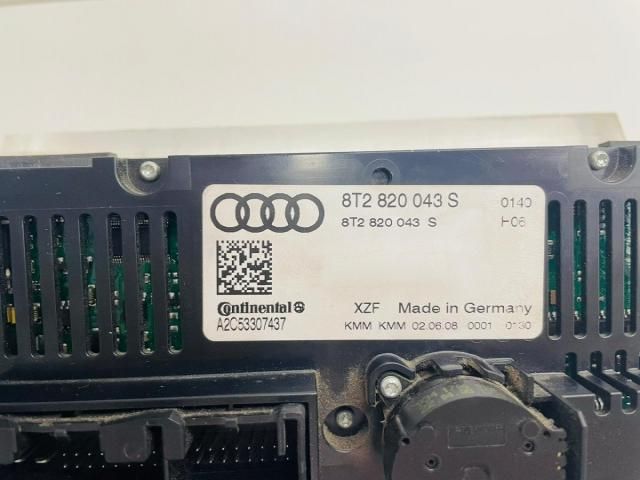 8T2 820 043 S 0140
8T2 820 043 S H06
Continental
A2C53307437
XZF Made in Germany
KMM KMM 02.06.08 0001 0130